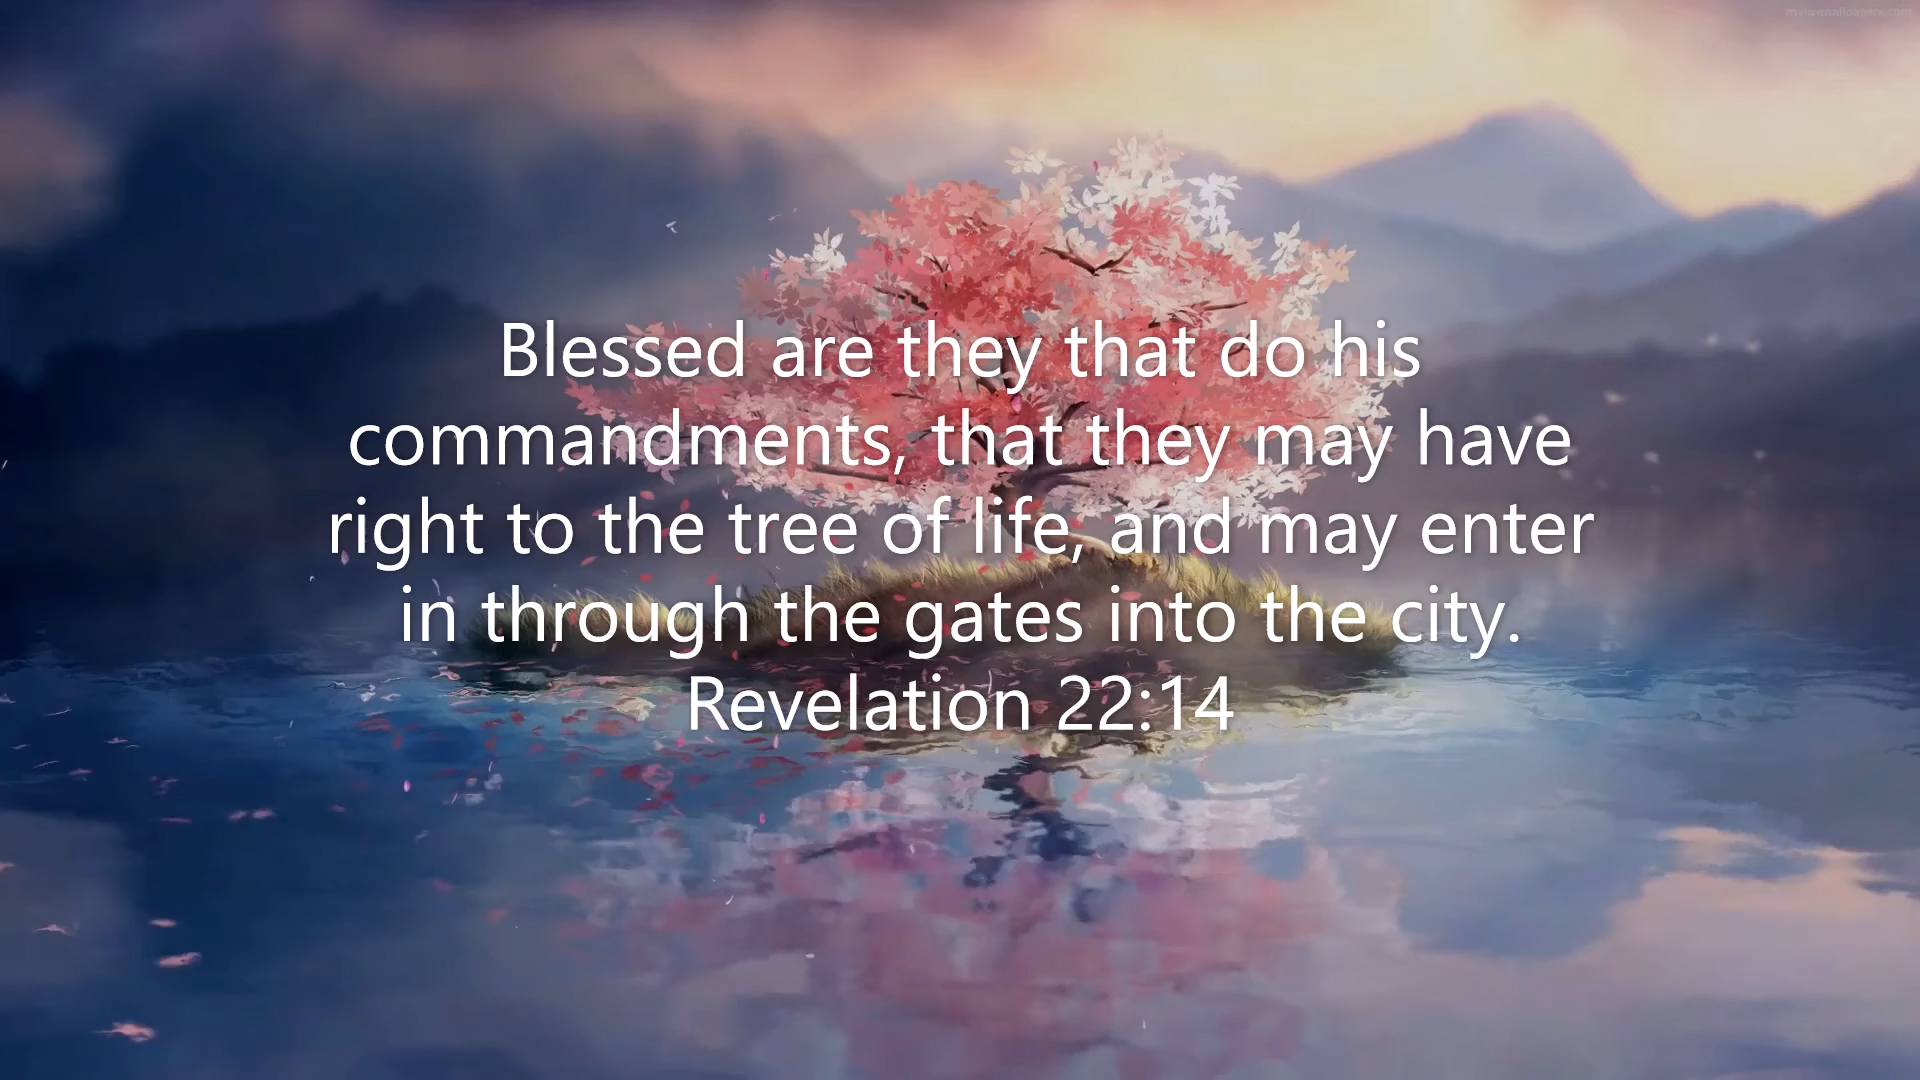 Blessed are they that do his
commandments, that they may have
right to the tree of life, and may enter
in through the gates into the city.
Revelation 22:14